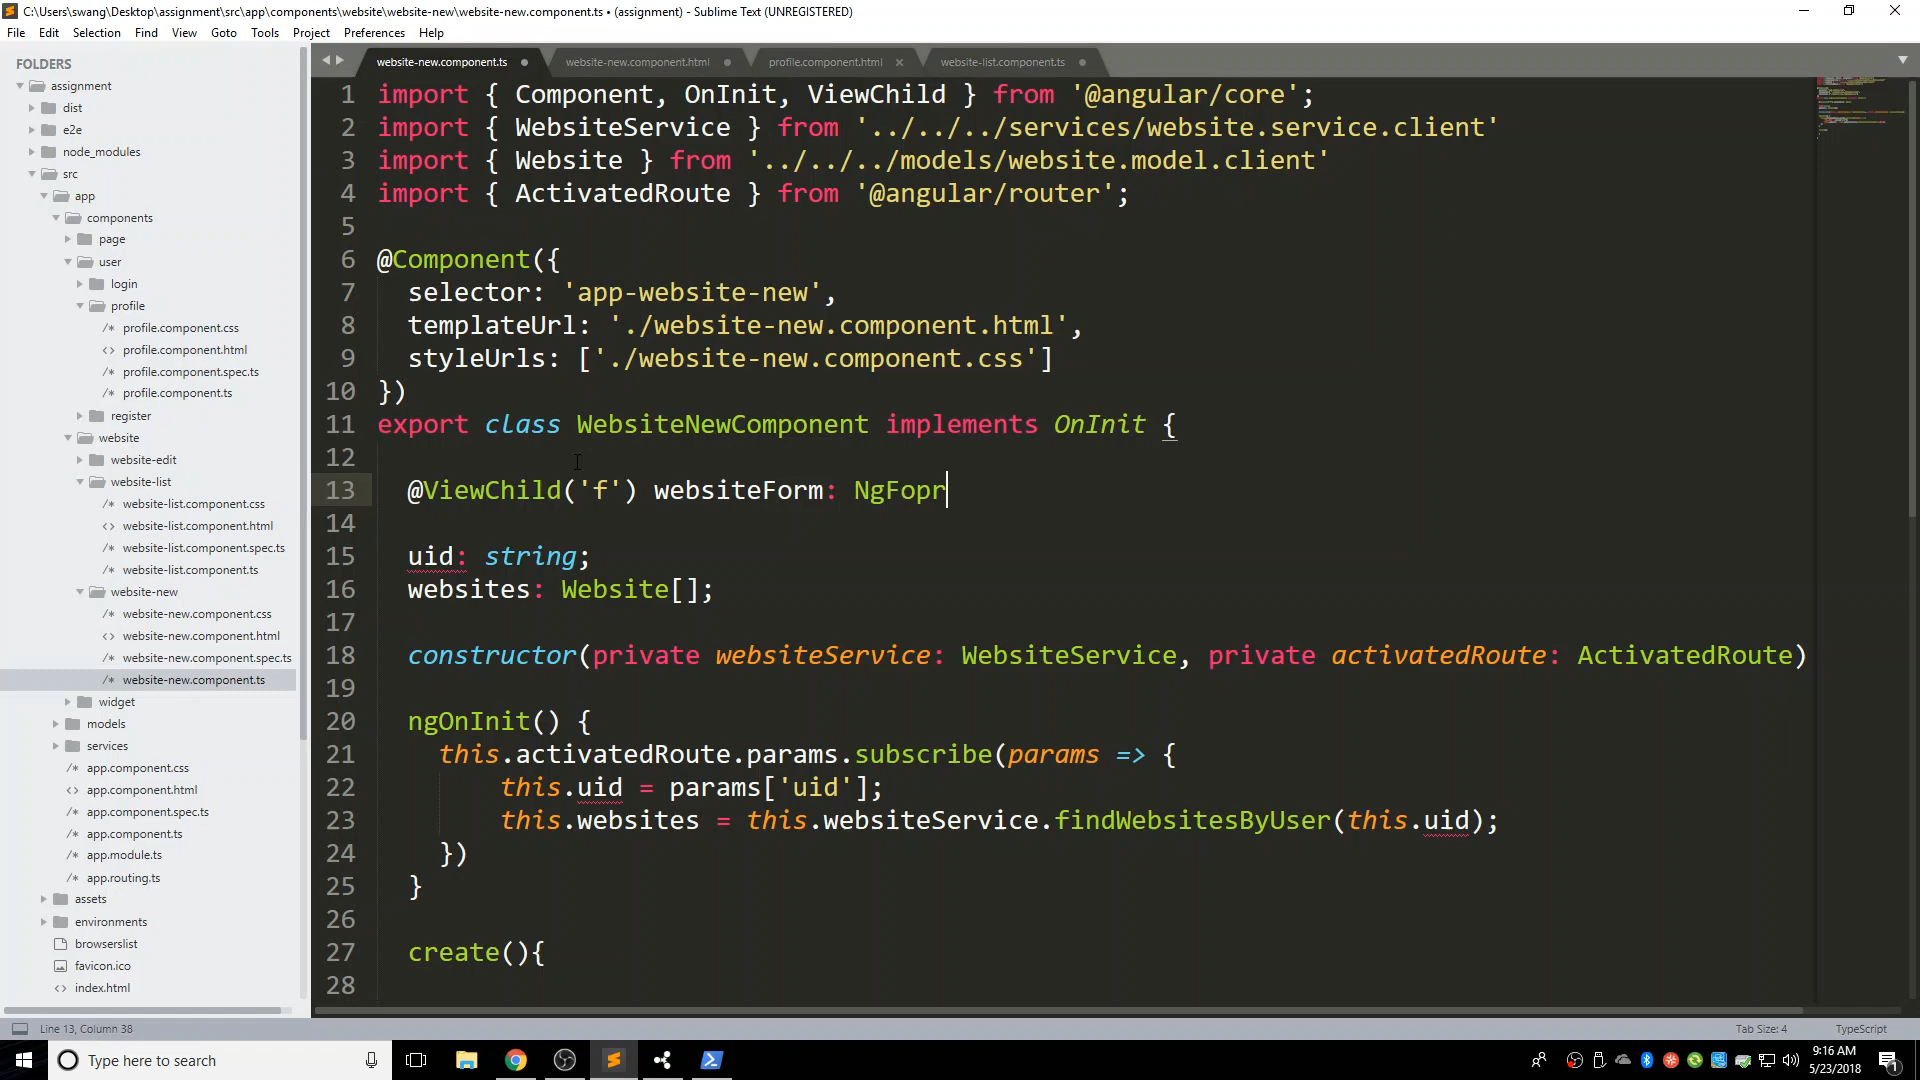 C:\Users\swang\Desktop\assignment\src\app\components\website\website-new\website-new.component.ts • (assignment) - Sublime Text (UNREGISTERED)
File Edit Selection Find View Goto Tools Project Preferences Help
FOLDERS
assignment
dist
e2e
node_modules
src
app
components
page
user
login
profile
profile.component.css
profile.component.html
profile.component.spec.ts
profile.component.ts
register
website
website-edit
website-list
website-list.component.css
website-list.component.html
website-list.component.spec.ts
website-list.component.ts
website-new
website-new.component.css
website-new.component.html
website-new.component.spec.ts
website-new.component.ts
widget
models
services
app.component.css
app.component.html
app.component.spec.ts
app.component.ts
app.module.ts
app.routing.ts
assets
environments
browserslist
favicon.ico
index.html
website-new.component.ts website-new.component.html profile.component.html website-list.component.ts
1 import { Component, OnInit, ViewChild } from '@angular/core';
2 import { WebsiteService } from '../../../services/website.service.client'
3 import { Website } from '../../../models/website.model.client'
4 import { ActivatedRoute } from '@angular/router';
5
6 @Component({
7 selector: 'app-website-new',
8 templateUrl: './website-new.component.html',
9 styleUrls: ['./website-new.component.css']
10 })
11 export class WebsiteNewComponent implements OnInit {
12
13 @ViewChild('f') websiteForm: NgFopr
14
15 uid: string;
16 websites: Website[];
17
18 constructor(private websiteService: WebsiteService, private activatedRoute: ActivatedRoute)
19
20 ngOnInit() {
21 this.activatedRoute.params.subscribe(params => {
22 this.uid = params['uid'];
23 this.websites = this.websiteService.findWebsitesByUser(this.uid);
24 })
25 }
26
27 create(){
28
Line 13, Column 38 Tab Size: 4 TypeScript
Type here to search
9:16 AM
5/23/2018
1